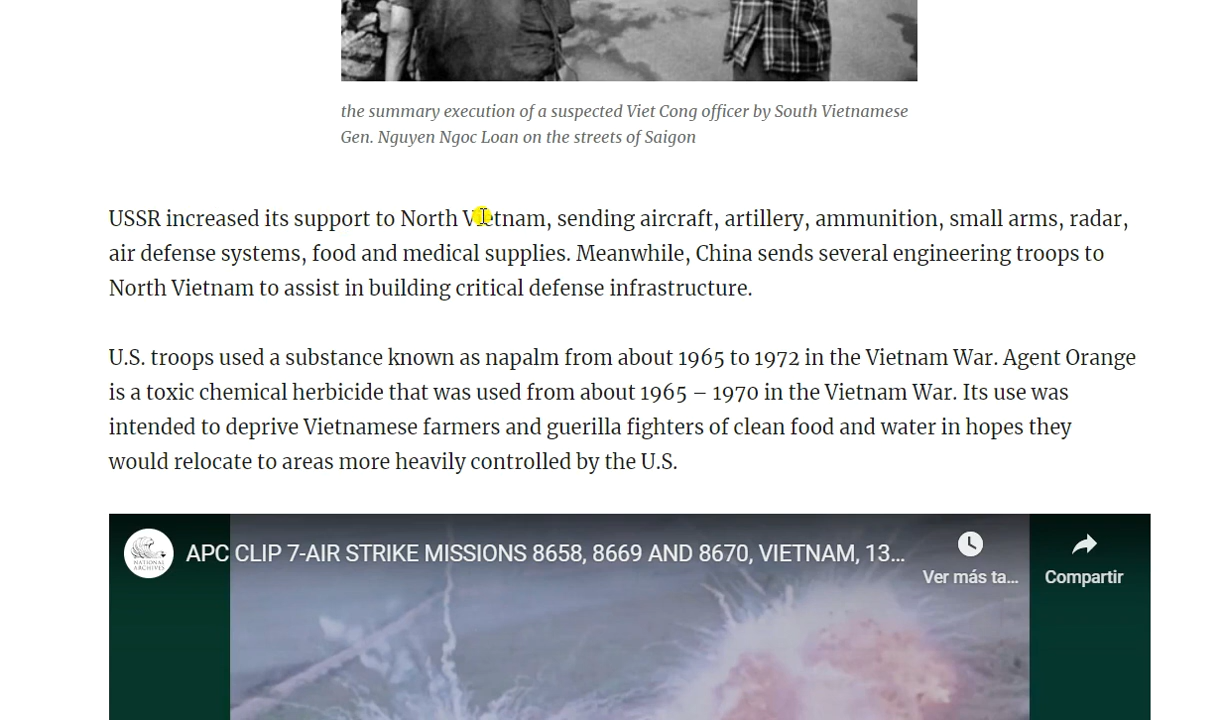 the summary execution of a suspected Viet Cong officer by South Vietnamese
Gen. Nguyen Ngoc Loan on the streets of Saigon
USSR increased its support to North Vietnam, sending aircraft, artillery, ammunition, small arms, radar,
air defense systems, food and medical supplies. Meanwhile, China sends several engineering troops to
North Vietnam to assist in building critical defense infrastructure.
U.S. troops used a substance known as napalm from about 1965 to 1972 in the Vietnam War. Agent Orange
is a toxic chemical herbicide that was used from about 1965 – 1970 in the Vietnam War. Its use was
intended to deprive Vietnamese farmers and guerilla fighters of clean food and water in hopes they
would relocate to areas more heavily controlled by the U.S.
NATIONAL
ARCHIVES
APC CLIP 7-AIR STRIKE MISSIONS 8658, 8669 AND 8670, VIETNAM, 13...
Ver más ta...
Compartir